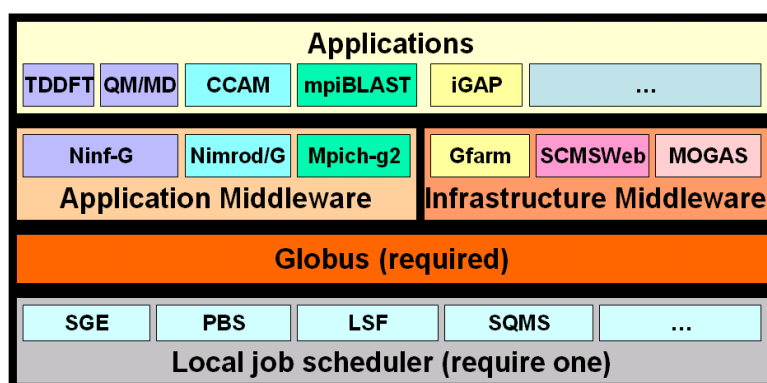 Applications
TDDFT QM/MD CCAM mpiBLAST iGAP ...
Ninf-G Nimrod/G Mpich-g2 Gfarm SCMSWeb MOGAS
Application Middleware Infrastructure Middleware
Globus (required)
SGE PBS LSF SQMS ...
Local job scheduler (require one)